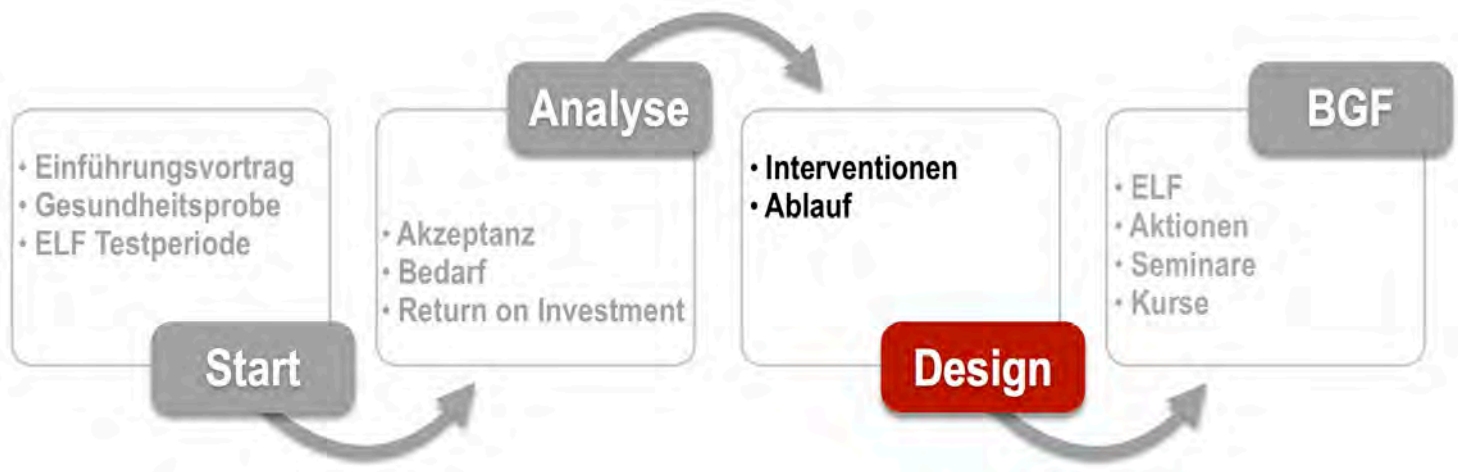 • Einführungsvortrag
• Gesundheitsprobe
• ELF Testperiode
Start
Analyse
• Akzeptanz
• Bedarf
• Return on Investment
• Interventionen
• Ablauf
Design
BGF
• ELF
• Aktionen
• Seminare
• Kurse